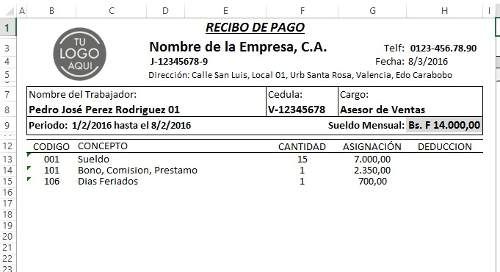 A B C D E F G H
1 RECIBO DE PAGO
TU LOGO AQUI
3 Nombre de la Empresa, C.A. Telf: 0123-456.78.90
4 J-12345678-9 Fecha: 8/3/2016
5 Dirección: Calle San Luis, Local 01, Urb Santa Rosa, Valencia, Edo Carabobo
7 Nombre del Trabajador: Cedula: Cargo:
8 Pedro José Perez Rodriguez 01 V-12345678 Asesor de Ventas
9 Periodo: 1/2/2016 hasta el 8/2/2016 Sueldo Mensual: Bs. F 14.000,00
12 CODIGO CONCEPTO CANTIDAD ASIGNACIÓN DEDUCCION
13 001 Sueldo 15 7.000,00
14 101 Bono, Comision, Prestamo 1 2.350,00
15 106 Dias Feriados 1 700,00
16
17
18
19
20
21
22
23